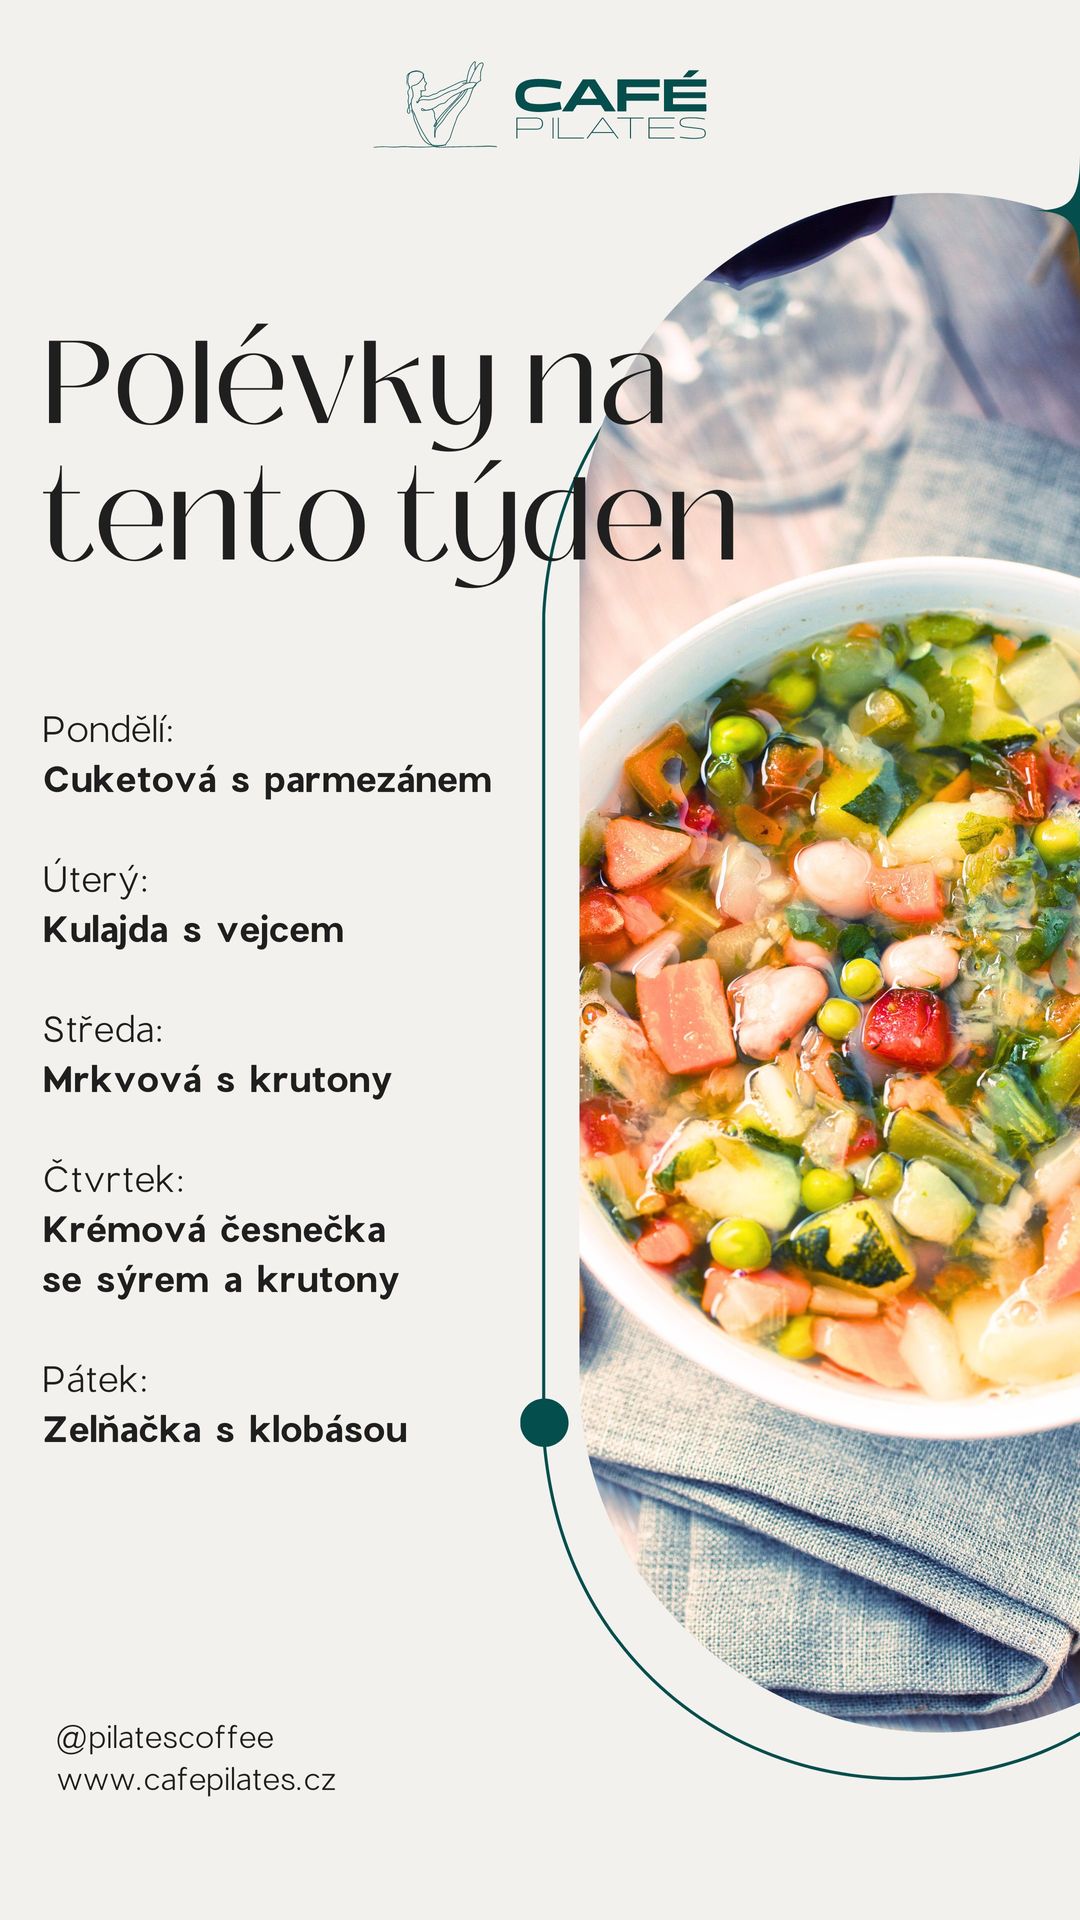 CAFÉ
PILATES
Polévky na
tento týden
Pondělí:
Cuketová s parmezánem
Úterý:
Kulajda s vejcem
Středa:
Mrkvová s krutony
Čtvrtek:
Krémová česnečka
se sýrem a krutony
Pátek:
Zelňačka s klobásou
@pilatescoffee
www.cafepilates.cz